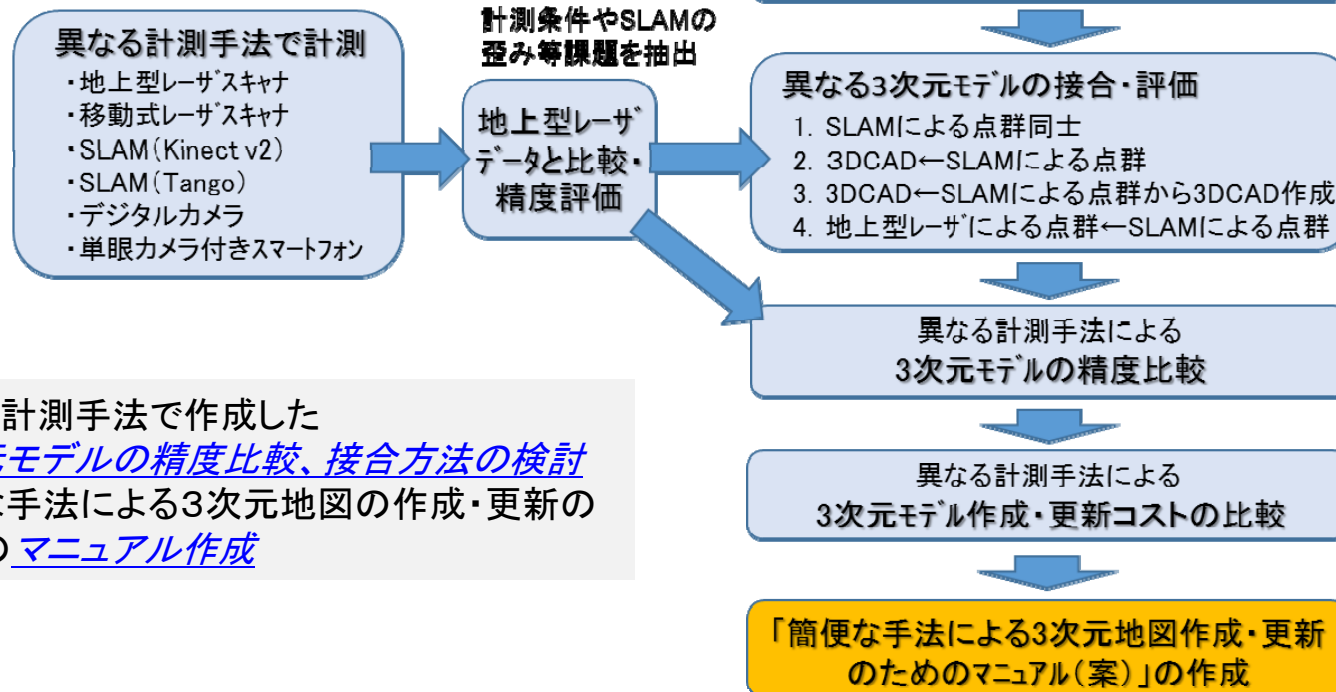 異なる計測手法で計測
・地上型レーザスキャナ
・移動式レーザスキャナ
・SLAM(Kinect v2)
・SLAM(Tango)
・デジタルカメラ
・単眼カメラ付きスマートフォン
計測条件やSLAMの
歪み等課題を抽出
地上型レーザ
データと比較・
精度評価
異なる3次元モデルの接合・評価
1. SLAMによる点群同士
2. 3DCAD←SLAMによる点群
3. 3DCAD←SLAMによる点群から3DCAD作成
4. 地上型レーザによる点群←SLAMによる点群
異なる計測手法による
3次元モデルの精度比較
異なる計測手法による
3次元モデル作成・更新コストの比較
「簡便な手法による3次元地図作成・更新
のためのマニュアル(案)」の作成
計測手法で作成した
モデルの精度比較、接合方法の検討
手法による3次元地図の作成・更新の
マニュアル作成